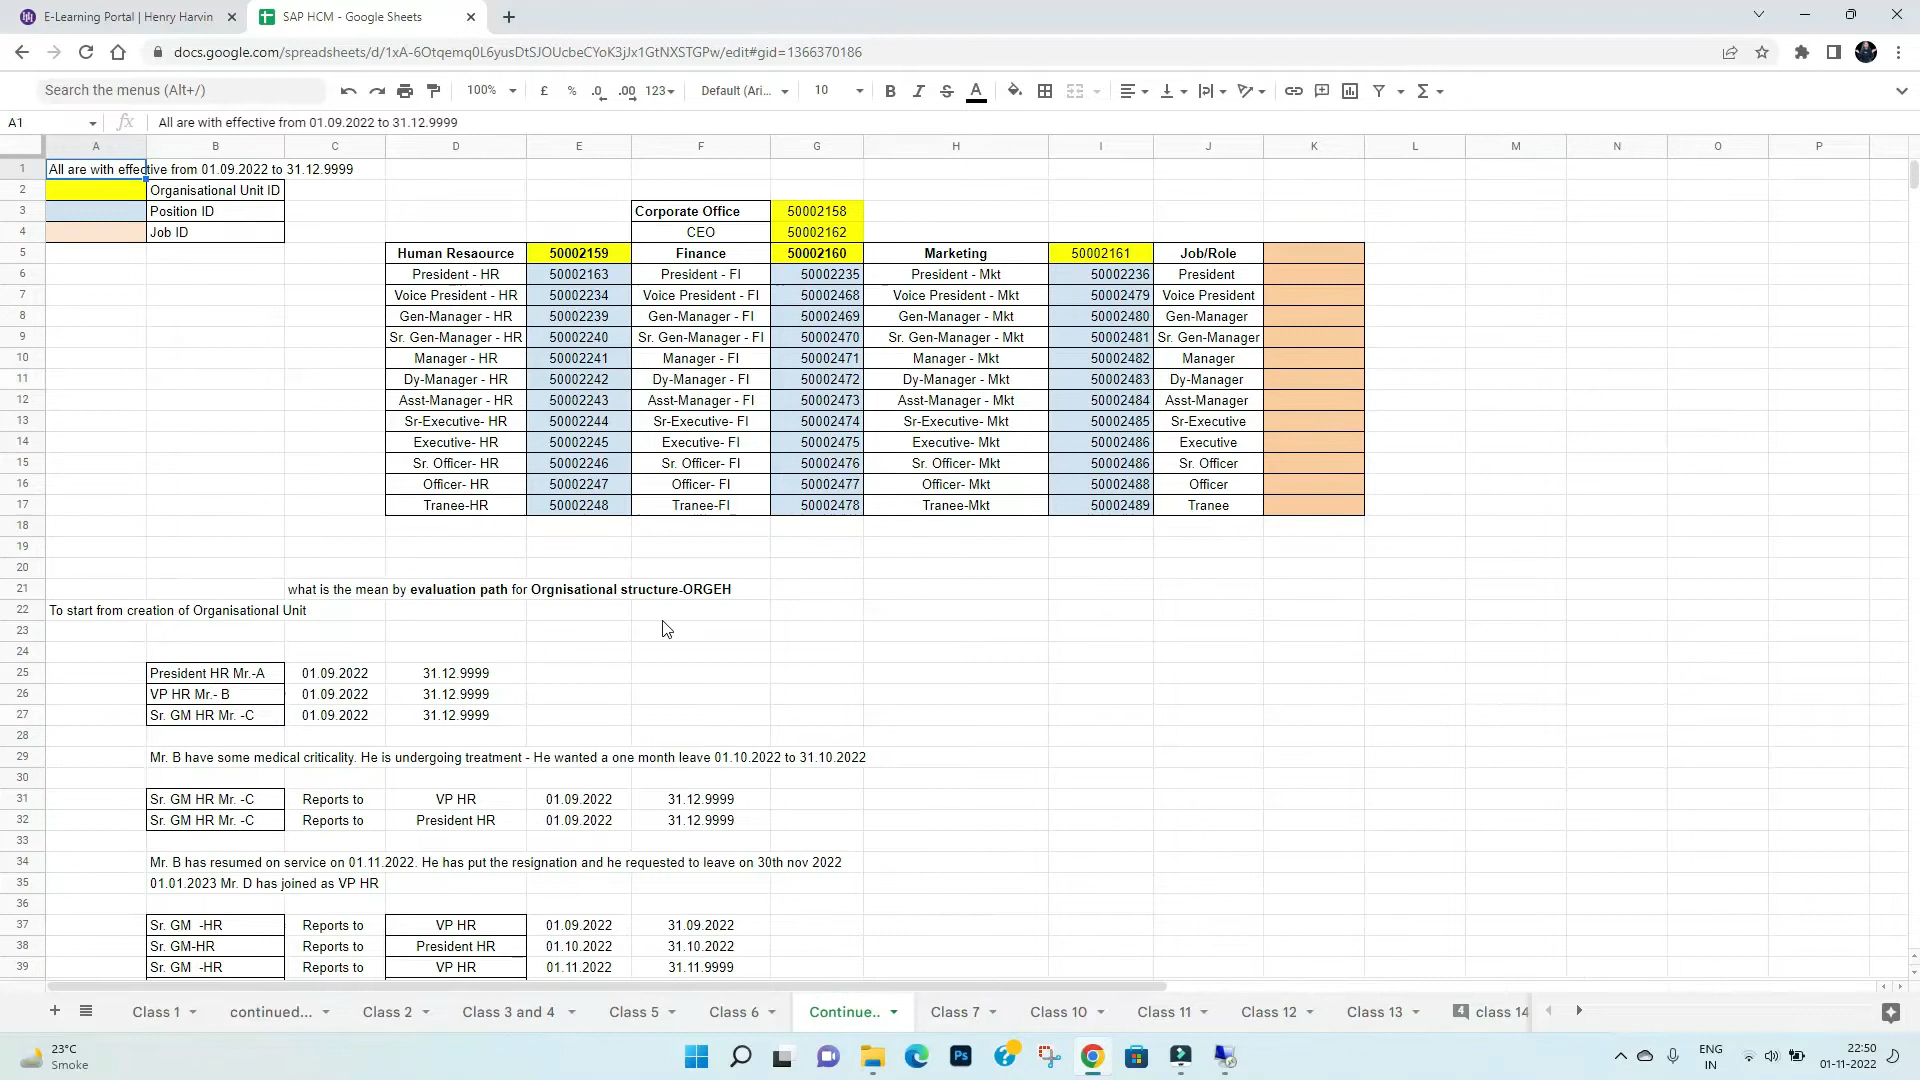 E-Learning Portal | Henry Harvin
SAP HCM - Google Sheets
docs.google.com/spreadsheets/d/1xA-6Otqemq0L6yusDtSJOUcbeCYoK3jJx1GtNXSTGPw/edit#gid=1366370186
Search the menus (Alt+/) 100% £ % .0 .00 123 Default (Ari... 10 B I S A
A1 fx All are with effective from 01.09.2022 to 31.12.9999
A B C D E F G H I J K L M N O P
1 All are with effective from 01.09.2022 to 31.12.9999
2 Organisational Unit ID
3 Position ID Corporate Office 50002158
4 Job ID CEO 50002162
5 Human Resaource 50002159 Finance 50002160 Marketing 50002161 Job/Role
6 President - HR 50002163 President - FI 50002235 President - Mkt 50002236 President
7 Voice President - HR 50002234 Voice President - FI 50002468 Voice President - Mkt 50002479 Voice President
8 Gen-Manager - HR 50002239 Gen-Manager - FI 50002469 Gen-Manager - Mkt 50002480 Gen-Manager
9 Sr. Gen-Manager - HR 50002240 Sr. Gen-Manager - FI 50002470 Sr. Gen-Manager - Mkt 50002481 Sr. Gen-Manager
10 Manager - HR 50002241 Manager - FI 50002471 Manager - Mkt 50002482 Manager
11 Dy-Manager - HR 50002242 Dy-Manager - FI 50002472 Dy-Manager - Mkt 50002483 Dy-Manager
12 Asst-Manager - HR 50002243 Asst-Manager - FI 50002473 Asst-Manager - Mkt 50002484 Asst-Manager
13 Sr-Executive- HR 50002244 Sr-Executive- FI 50002474 Sr-Executive- Mkt 50002485 Sr-Executive
14 Executive- HR 50002245 Executive- FI 50002475 Executive- Mkt 50002486 Executive
15 Sr. Officer- HR 50002246 Sr. Officer- FI 50002476 Sr. Officer- Mkt 50002486 Sr. Officer
16 Officer- HR 50002247 Officer- FI 50002477 Officer- Mkt 50002488 Officer
17 Tranee-HR 50002248 Tranee-FI 50002478 Tranee-Mkt 50002489 Tranee
18
19
20
21 what is the mean by evaluation path for Orgnisational structure-ORGEH
22 To start from creation of Organisational Unit
23
24
25 President HR Mr.-A 01.09.2022 31.12.9999
26 VP HR Mr.- B 01.09.2022 31.12.9999
27 Sr. GM HR Mr. -C 01.09.2022 31.12.9999
28
29 Mr. B have some medical criticality. He is undergoing treatment - He wanted a one month leave 01.10.2022 to 31.10.2022
30
31 Sr. GM HR Mr. -C Reports to VP HR 01.09.2022 31.12.9999
32 Sr. GM HR Mr. -C Reports to President HR 01.09.2022 31.12.9999
33
34 Mr. B has resumed on service on 01.11.2022. He has put the resignation and he requested to leave on 30th nov 2022
35 01.01.2023 Mr. D has joined as VP HR
36
37 Sr. GM -HR Reports to VP HR 01.09.2022 31.09.2022
38 Sr. GM-HR Reports to President HR 01.10.2022 31.10.2022
39 Sr. GM -HR Reports to VP HR 01.11.2022 31.11.9999
Class 1 continued... Class 2 Class 3 and 4 Class 5 Class 6 Continue.. Class 7 Class 10 Class 11 Class 12 Class 13 4 class 14
23°C
Smoke
Ps
ENG
IN
22:50
01-11-2022